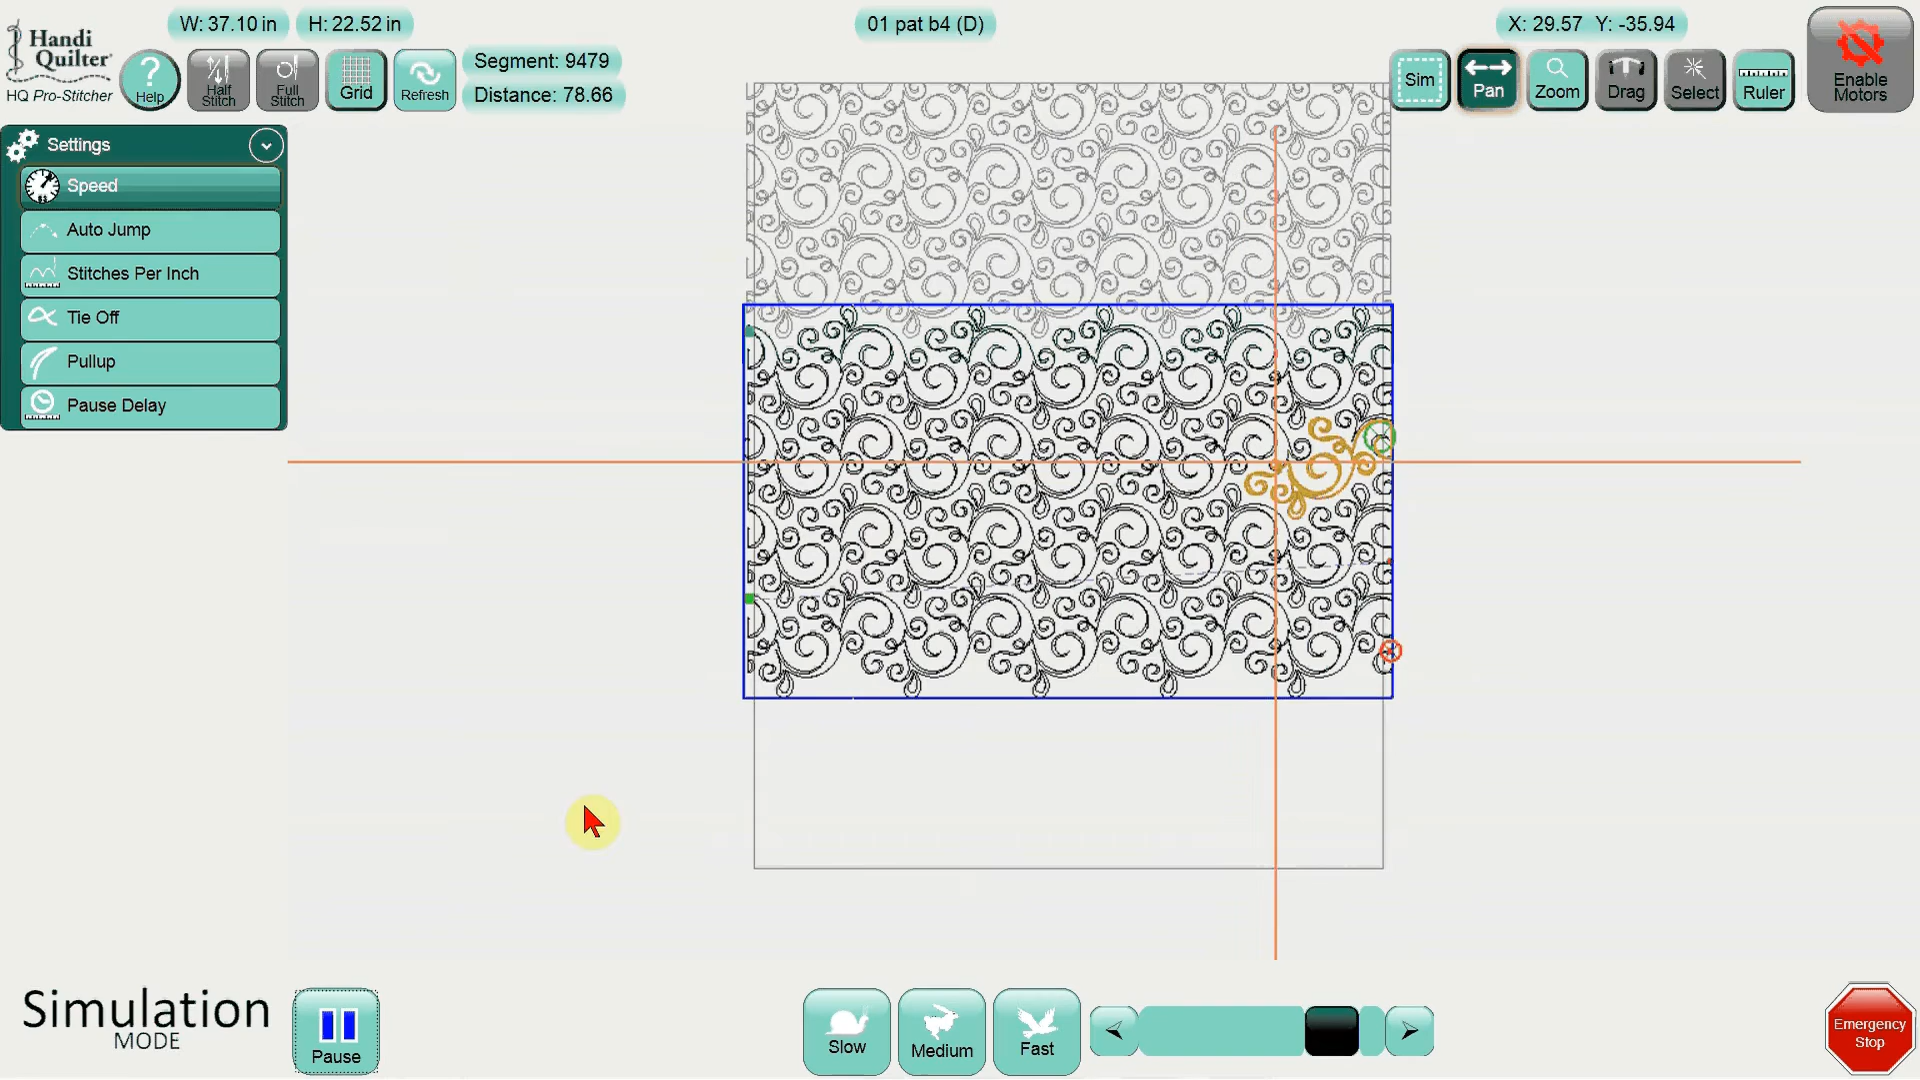 W: 37.10 in
H: 22.52 in
01 pat b4 (D)
X: 29.57 Y: -35.94
Handi
Quilter
HQ Pro-Stitcher
Help
Half
Stitch
Full
Stitch
Grid
Refresh
Segment: 9479
Distance: 78.66
Sim
Pan
Zoom
Drag
Select
Ruler
Enable
Motors
Settings
Speed
Auto Jump
Stitches Per Inch
Tie Off
Pullup
Pause Delay
Simulation
MODE
Pause
Slow
Medium
Fast
Emergency
Stop